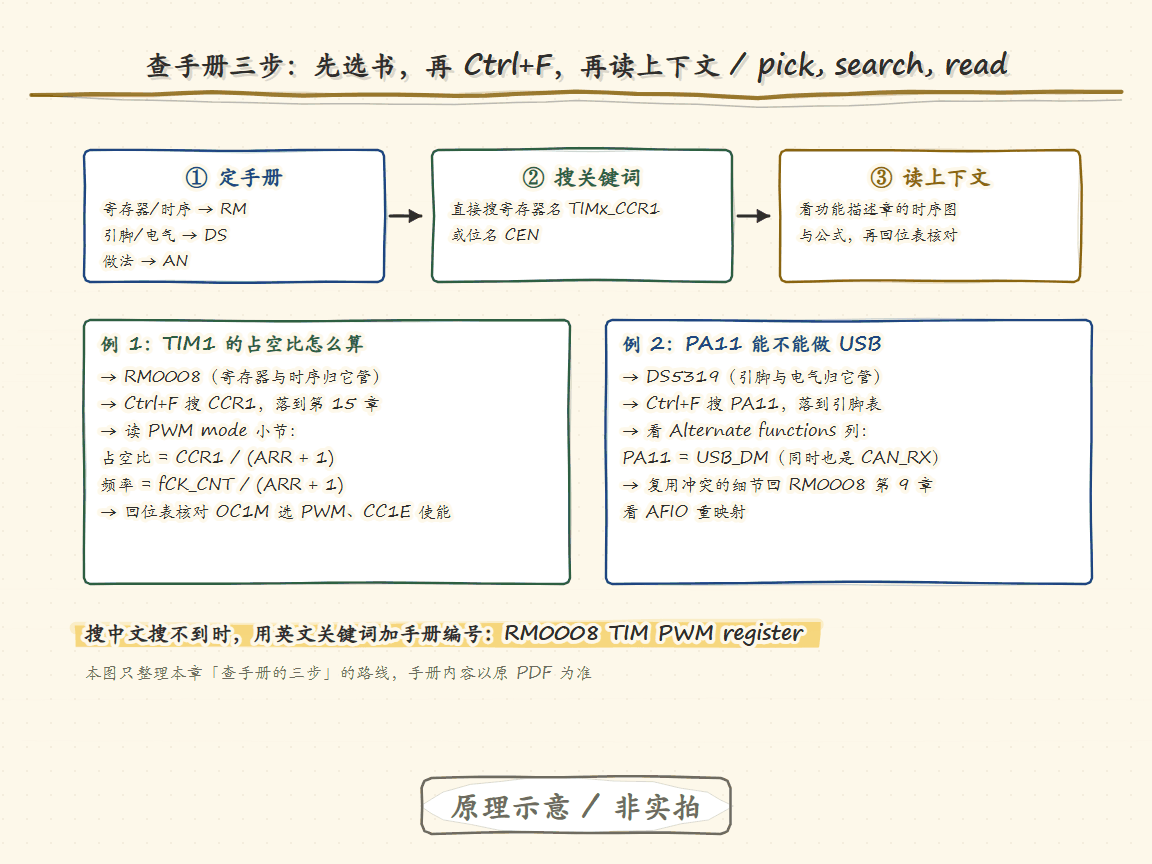 查手册三步：先选书，再 Ctrl+F，再读上下文 / pick, search, read
① 定手册
寄存器/时序 → RM
引脚/电气 → DS
做法 → AN
② 搜关键词
直接搜寄存器名 TIMx_CCR1
或位名 CEN
③ 读上下文
看功能描述章的时序图
与公式，再回位表核对
例 1：TIM1 的占空比怎么算
→ RM0008（寄存器与时序归它管）
→ Ctrl+F 搜 CCR1，落到第 15 章
→ 读 PWM mode 小节：
占空比 = CCR1 / (ARR + 1)
频率 = fCK_CNT / (ARR + 1)
→ 回位表核对 OC1M 选 PWM、CC1E 使能
例 2：PA11 能不能做 USB
→ DS5319（引脚与电气归它管）
→ Ctrl+F 搜 PA11，落到引脚表
→ 看 Alternate functions 列：
PA11 = USB_DM（同时也是 CAN_RX）
→ 复用冲突的细节回 RM0008 第 9 章
看 AFIO 重映射
搜中文搜不到时，用英文关键词加手册编号：RM0008 TIM PWM register
本图只整理本章「查手册的三步」的路线，手册内容以原 PDF 为准
原理示意 / 非实拍